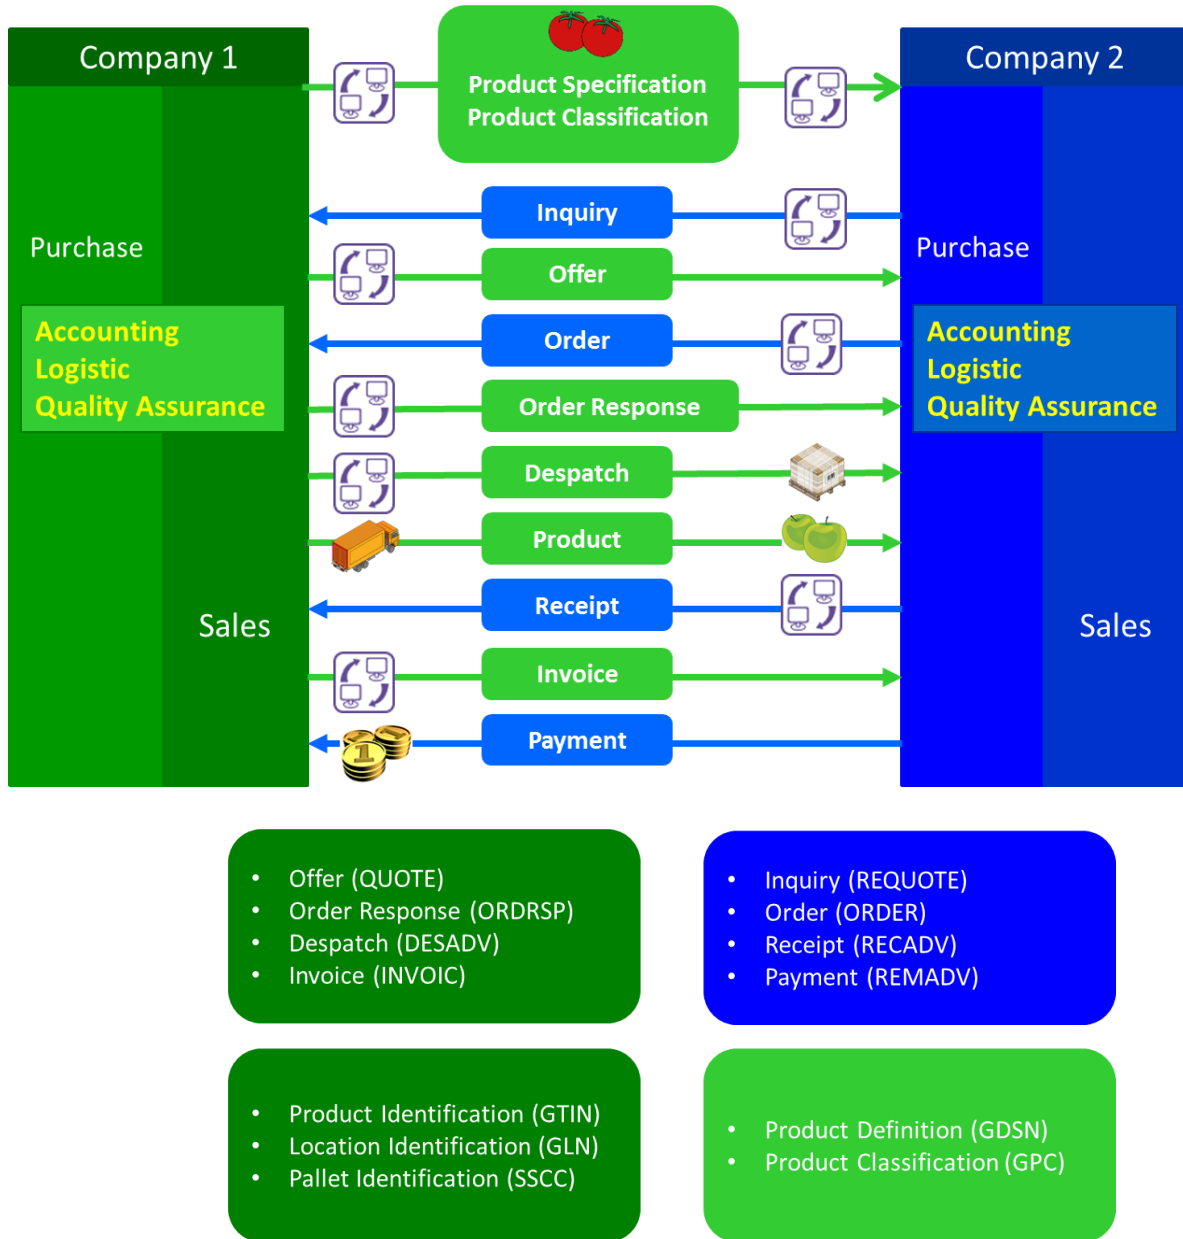 Company 1
Company 2
Product Specification
Product Classification
Inquiry
Purchase
Purchase
Offer
Accounting
Logistic
Quality Assurance
Order
Accounting
Logistic
Quality Assurance
Order Response
Despatch
Product
Receipt
Sales
Sales
Invoice
Payment
1
1
• Offer (QUOTE)
• Order Response (ORDRSP)
• Despatch (DESADV)
• Invoice (INVOIC)
• Inquiry (REQUOTE)
• Order (ORDER)
• Receipt (RECADV)
• Payment (REMADV)
• Product Identification (GTIN)
• Location Identification (GLN)
• Pallet Identification (SSCC)
• Product Definition (GDSN)
• Product Classification (GPC)